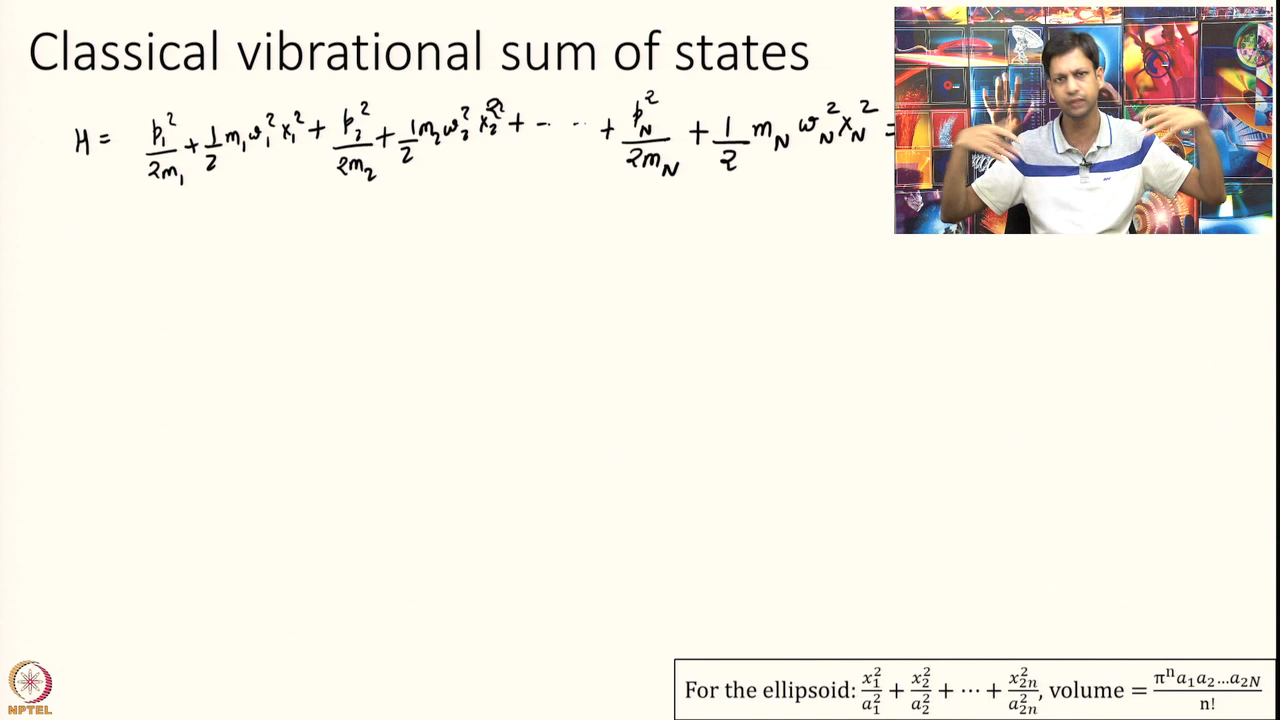 Classical vibrational sum of states
H = p₁²/2m₁ + 1/2 m₁ω₁²x₁² + p₂²/2m₂ + 1/2 m₂ω₂²x₂² + - · · · + p_N²/2m_N + 1/2 m_N ω_N² x_N² =
For the ellipsoid: x₁²/a₁² + x₂²/a₂² + ⋯ + x₂ₙ²/a₂ₙ², volume = πⁿa₁a₂…a₂N/n!
NPTEL